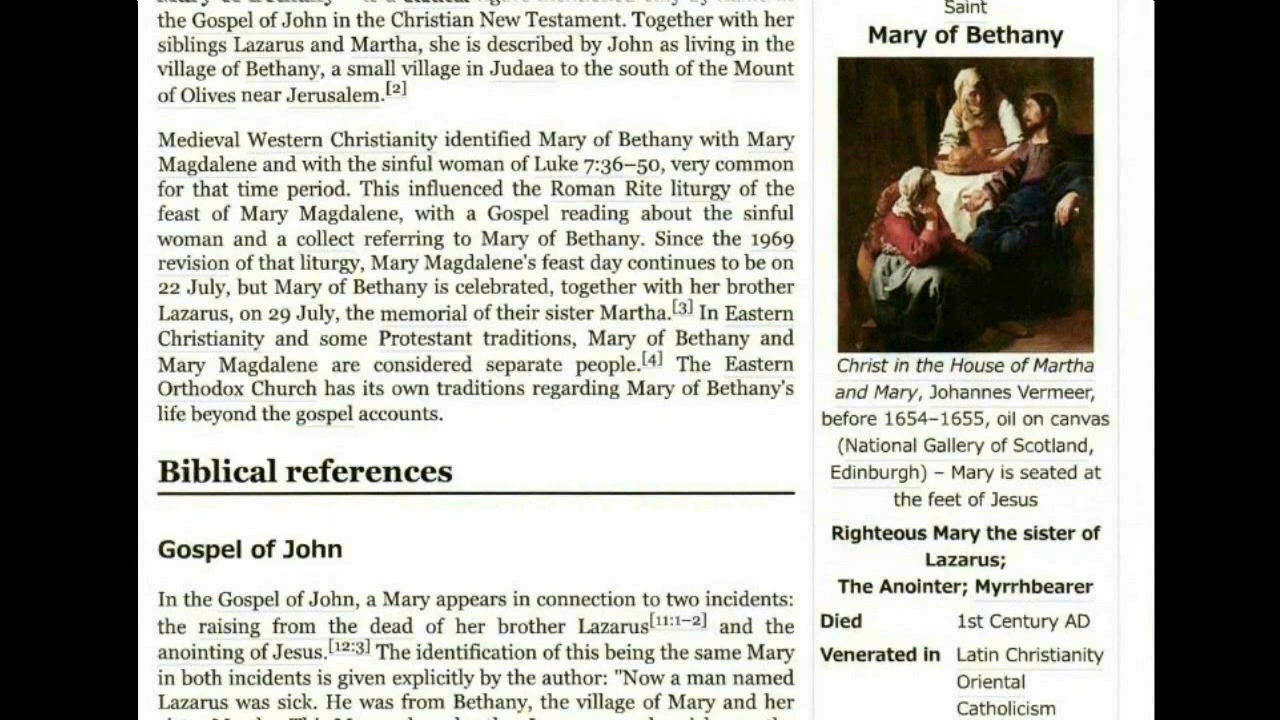 the Gospel of John in the Christian New Testament. Together with her
siblings Lazarus and Martha, she is described by John as living in the
village of Bethany, a small village in Judaea to the south of the Mount
of Olives near Jerusalem.[2]
Medieval Western Christianity identified Mary of Bethany with Mary
Magdalene and with the sinful woman of Luke 7:36–50, very common
for that time period. This influenced the Roman Rite liturgy of the
feast of Mary Magdalene, with a Gospel reading about the sinful
woman and a collect referring to Mary of Bethany. Since the 1969
revision of that liturgy, Mary Magdalene's feast day continues to be on
22 July, but Mary of Bethany is celebrated, together with her brother
Lazarus, on 29 July, the memorial of their sister Martha.[3] In Eastern
Christianity and some Protestant traditions, Mary of Bethany and
Mary Magdalene are considered separate people.[4] The Eastern
Orthodox Church has its own traditions regarding Mary of Bethany's
life beyond the gospel accounts.
Biblical references
Gospel of John
In the Gospel of John, a Mary appears in connection to two incidents:
the raising from the dead of her brother Lazarus[11:1–2] and the
anointing of Jesus.[12:3] The identification of this being the same Mary
in both incidents is given explicitly by the author: "Now a man named
Lazarus was sick. He was from Bethany, the village of Mary and her
Saint
Mary of Bethany
Christ in the House of Martha
and Mary, Johannes Vermeer,
before 1654–1655, oil on canvas
(National Gallery of Scotland,
Edinburgh) – Mary is seated at
the feet of Jesus
Righteous Mary the sister of
Lazarus;
The Anointer; Myrrhbearer
Died 1st Century AD
Venerated in Latin Christianity
Oriental
Catholicism